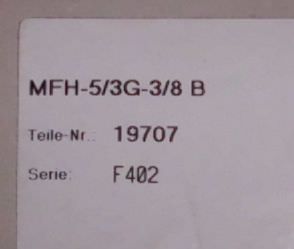 MFH-5/3G-3/8 B
Teile-Nr.: 19707
Serie: F402